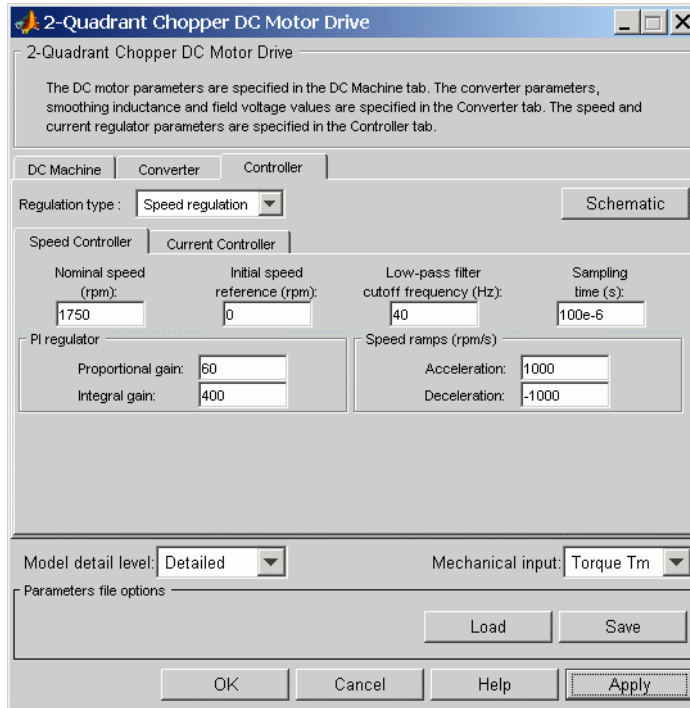 2-Quadrant Chopper DC Motor Drive
2-Quadrant Chopper DC Motor Drive
The DC motor parameters are specified in the DC Machine tab. The converter parameters,
smoothing inductance and field voltage values are specified in the Converter tab. The speed and
current regulator parameters are specified in the Controller tab.
DC Machine Converter Controller
Regulation type : Speed regulation Schematic
Speed Controller Current Controller
Nominal speed Initial speed Low-pass filter Sampling
(rpm): reference (rpm): cutoff frequency (Hz): time (s):
1750 0 40 100e-6
PI regulator Speed ramps (rpm/s)
Proportional gain: 60 Acceleration: 1000
Integral gain: 400 Deceleration: -1000
Model detail level: Detailed Mechanical input: Torque Tm
Parameters file options
Load Save
OK Cancel Help Apply